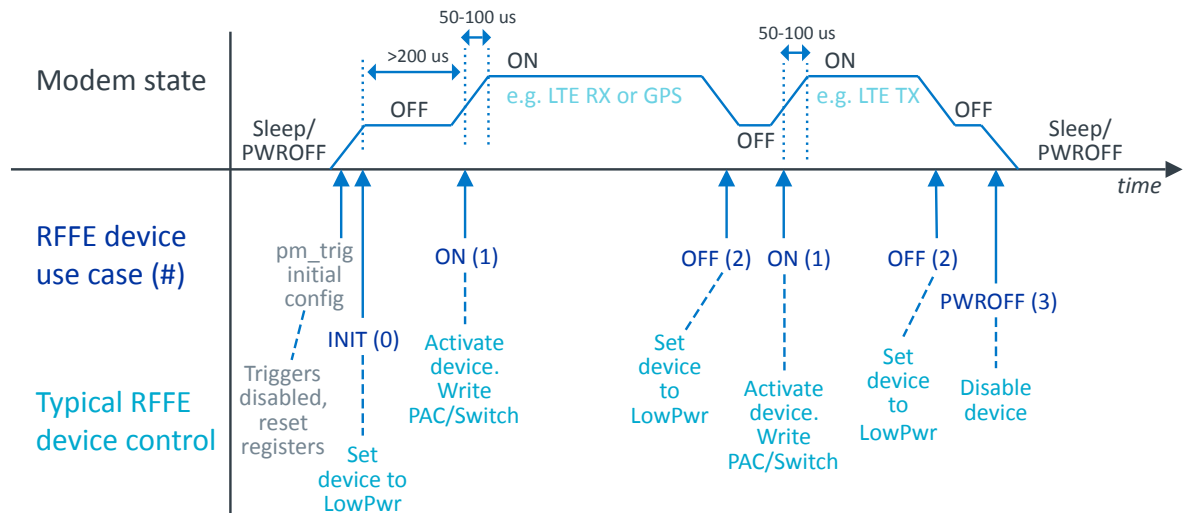 50-100 us
50-100 us
>200 us
ON
ON
Modem state
e.g. LTE RX or GPS
e.g. LTE TX
OFF
OFF
OFF
Sleep/
PWROFF
Sleep/
PWROFF
time
RFFE device
use case (#)
pm_trig
initial
config
ON (1)
OFF (2)
ON (1)
OFF (2)
PWROFF (3)
INIT (0)
Typical RFFE
device control
Triggers
disabled,
reset
registers
Set
device to
LowPwr
Activate
device.
Write
PAC/Switch
Set
device
to
LowPwr
Activate
device.
Write
PAC/Switch
Set
device
to
LowPwr
Disable
device